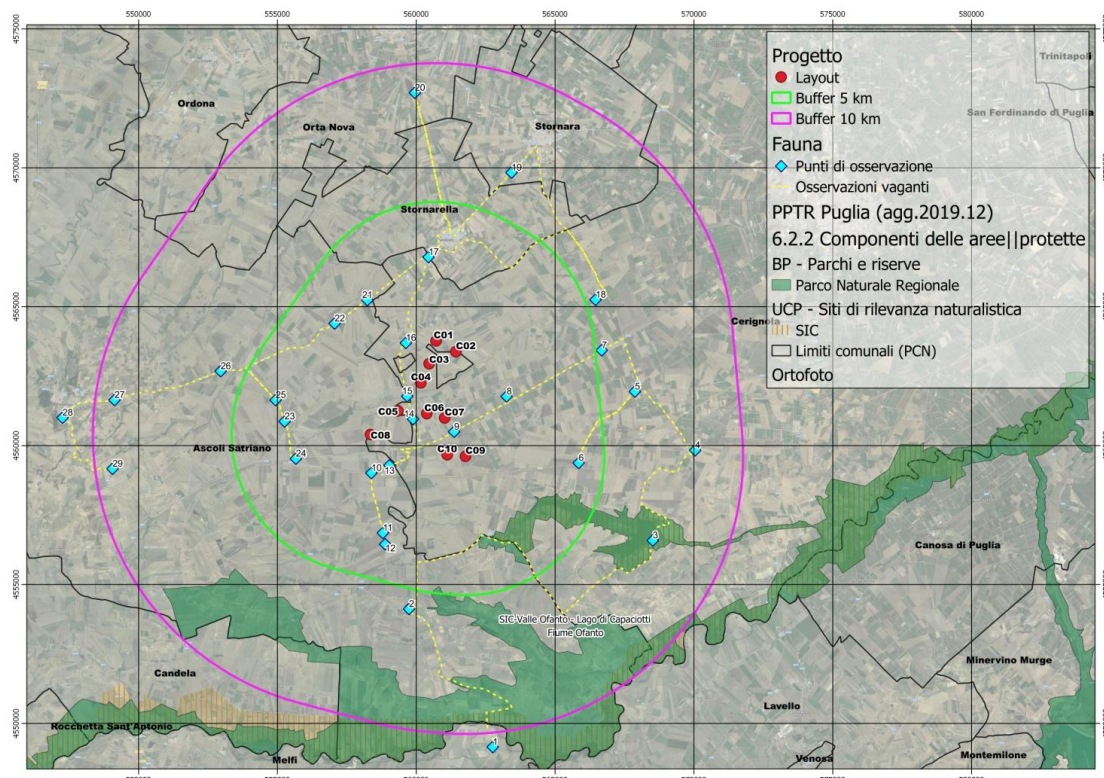 550000 555000 560000 565000 570000 575000 580000
4575000
4570000
4565000
4560000
4555000
4550000
Progetto
Layout
Buffer 5 km
Buffer 10 km
Fauna
Punti di osservazione
Osservazioni vaganti
PPTR Puglia (agg.2019.12)
6.2.2 Componenti delle aree||protette
BP - Parchi e riserve
Parco Naturale Regionale
UCP - Siti di rilevanza naturalistica
SIC
Limiti comunali (PCN)
Ortofoto
Trinitapoli
San Ferdinando di Puglia
Ordona
Orta Nova
Stornara
Stornarella
Cerignola
Ascoli Satriano
Canosa di Puglia
SIC-Valle Ofanto - Lago di Capaciotti
Fiume Ofanto
Candela
Minervino Murge
Lavello
Rocchetta Sant'Antonio
Melfi
Venosa
Montemilone
20
19
17
21
18
22
16
C01
C02
7
C03
26
C04
5
27
25
15
8
28
C05
C06
C07
23
14
9
C08
4
29
24
10
13
C10
C09
6
11
12
3
2
1